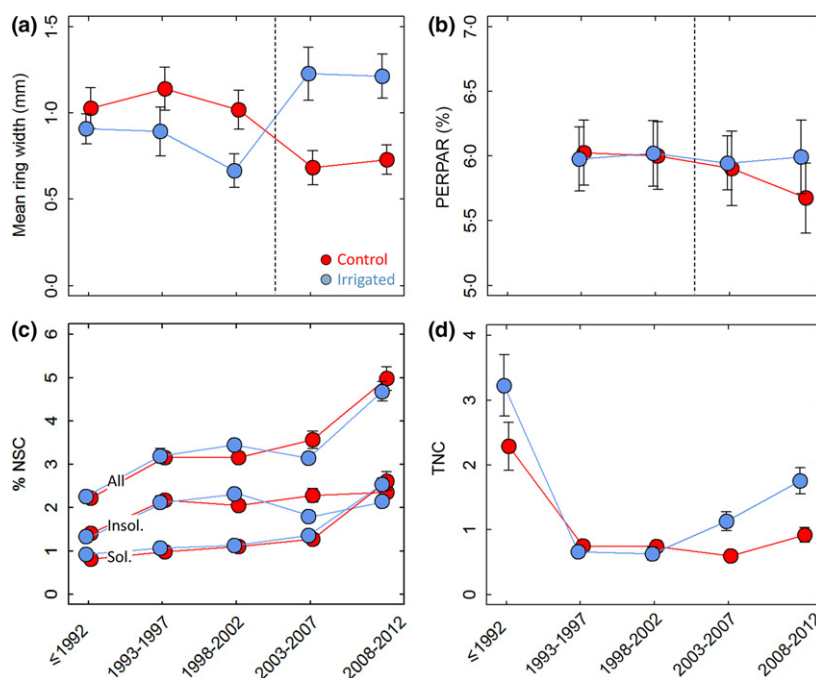 (a)
Mean ring width (mm)
1·5
1·0
0·5
0·0
Control
Irrigated
(b)
PERPAR (%)
7·0
6·5
6·0
5·5
5·0
(c)
% NSC
6
5
4
3
2
1
0
All
Insol.
Sol.
≤1992
1993-1997
1998-2002
2003-2007
2008-2012
(d)
TNC
4
3
2
1
0
≤1992
1993-1997
1998-2002
2003-2007
2008-2012